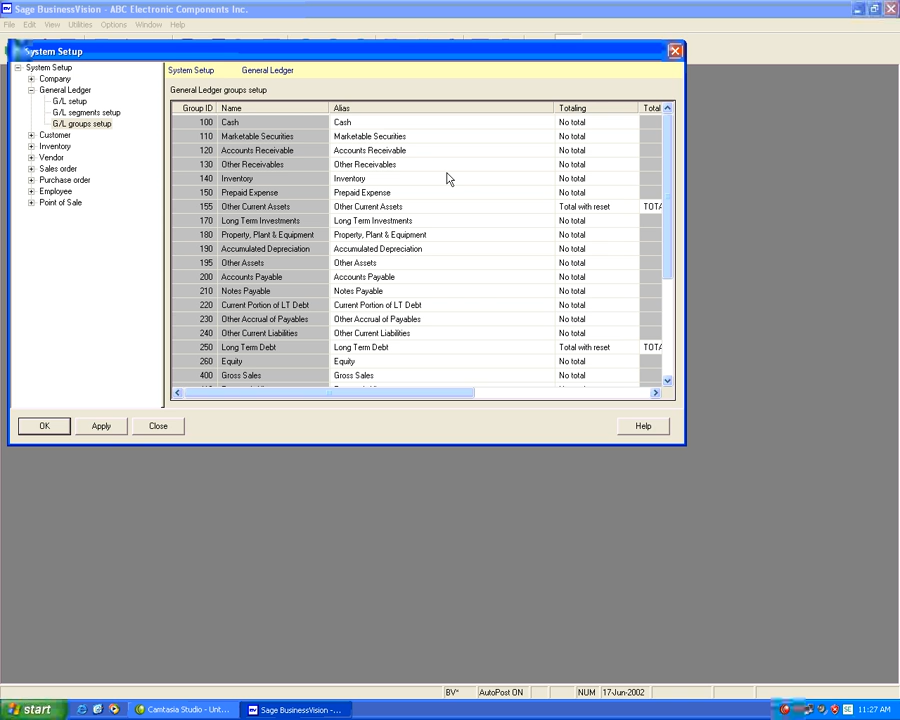 Sage BusinessVision - ABC Electronic Components Inc.
File Edit View Utilities Options Window Help
System Setup
System Setup
Company
General Ledger
G/L setup
G/L segments setup
G/L groups setup
Customer
Inventory
Vendor
Sales order
Purchase order
Employee
Point of Sale
System Setup General Ledger
General Ledger groups setup
Group ID Name Alias Totaling Total
100 Cash Cash No total
110 Marketable Securities Marketable Securities No total
120 Accounts Receivable Accounts Receivable No total
130 Other Receivables Other Receivables No total
140 Inventory Inventory No total
150 Prepaid Expense Prepaid Expense No total
155 Other Current Assets Other Current Assets Total with reset TOTA
170 Long Term Investments Long Term Investments No total
180 Property, Plant & Equipment Property, Plant & Equipment No total
190 Accumulated Depreciation Accumulated Depreciation No total
195 Other Assets Other Assets No total
200 Accounts Payable Accounts Payable No total
210 Notes Payable Notes Payable No total
220 Current Portion of LT Debt Current Portion of LT Debt No total
230 Other Accrual of Payables Other Accrual of Payables No total
240 Other Current Liabilities Other Current Liabilities No total
250 Long Term Debt Long Term Debt Total with reset TOTA
260 Equity Equity No total
400 Gross Sales Gross Sales No total
OK Apply Close Help
BV* AutoPost ON NUM 17-Jun-2002
start Camtasia Studio - Unt... BV Sage BusinessVision -... SE 11:27 AM